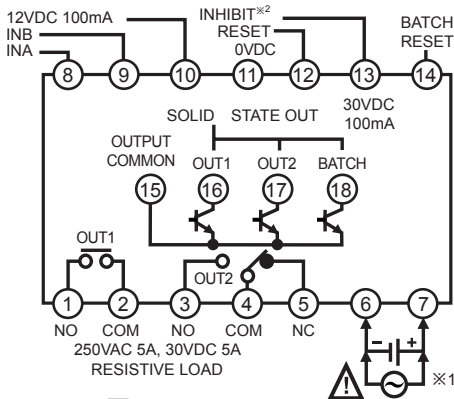 12VDC 100mA
INB
INA
INHIBIT※2
RESET
0VDC
BATCH
RESET
8 9 10 11 12 13 14
30VDC
100mA
SOLID STATE OUT
OUTPUT
COMMON
OUT1 OUT2 BATCH
15 16 17 18
OUT1
OUT2
1 2 3 4 5 6 7
NO COM NO COM NC
- +
250VAC 5A, 30VDC 5A
RESISTIVE LOAD
! ※1